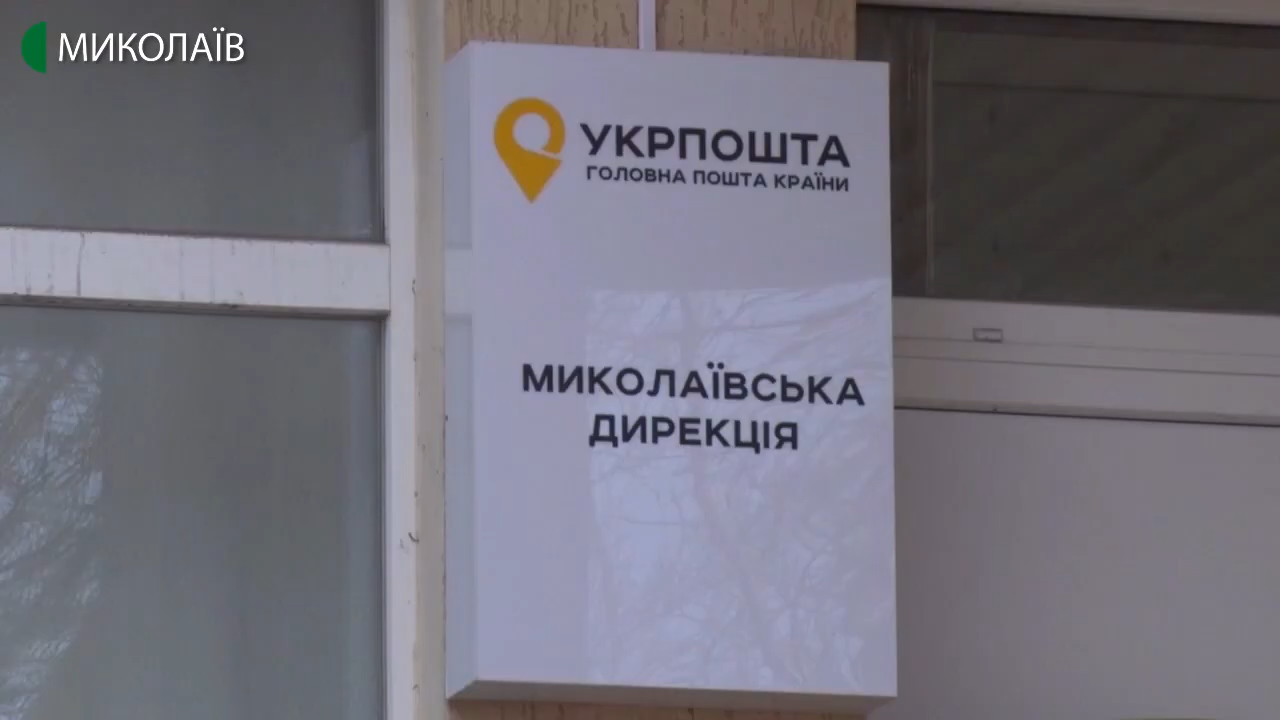 МИКОЛАЇВ
УКРПОШТА
ГОЛОВНА ПОШТА КРАЇНИ
МИКОЛАЇВСЬКА
ДИРЕКЦІЯ